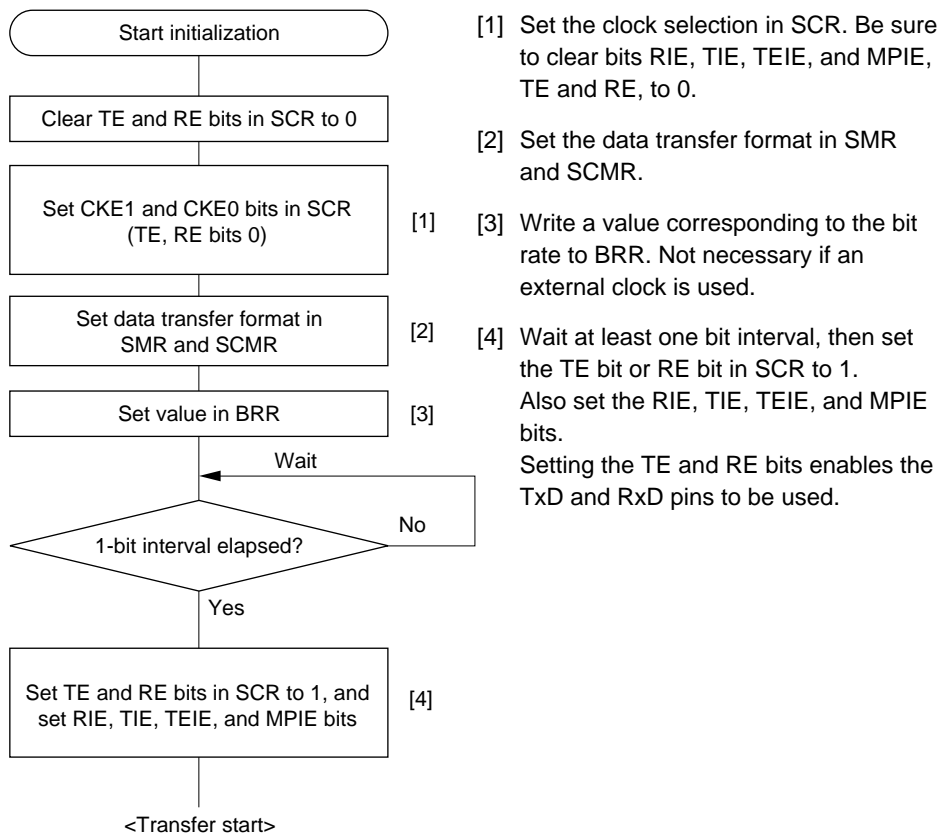 Start initialization
Clear TE and RE bits in SCR to 0
Set CKE1 and CKE0 bits in SCR
(TE, RE bits 0)
[1]
Set data transfer format in
SMR and SCMR
[2]
Set value in BRR
[3]
Wait
1-bit interval elapsed?
No
Yes
Set TE and RE bits in SCR to 1, and
set RIE, TIE, TEIE, and MPIE bits
[4]
<Transfer start>
[1] Set the clock selection in SCR. Be sure
to clear bits RIE, TIE, TEIE, and MPIE,
TE and RE, to 0.
[2] Set the data transfer format in SMR
and SCMR.
[3] Write a value corresponding to the bit
rate to BRR. Not necessary if an
external clock is used.
[4] Wait at least one bit interval, then set
the TE bit or RE bit in SCR to 1.
Also set the RIE, TIE, TEIE, and MPIE
bits.
Setting the TE and RE bits enables the
TxD and RxD pins to be used.